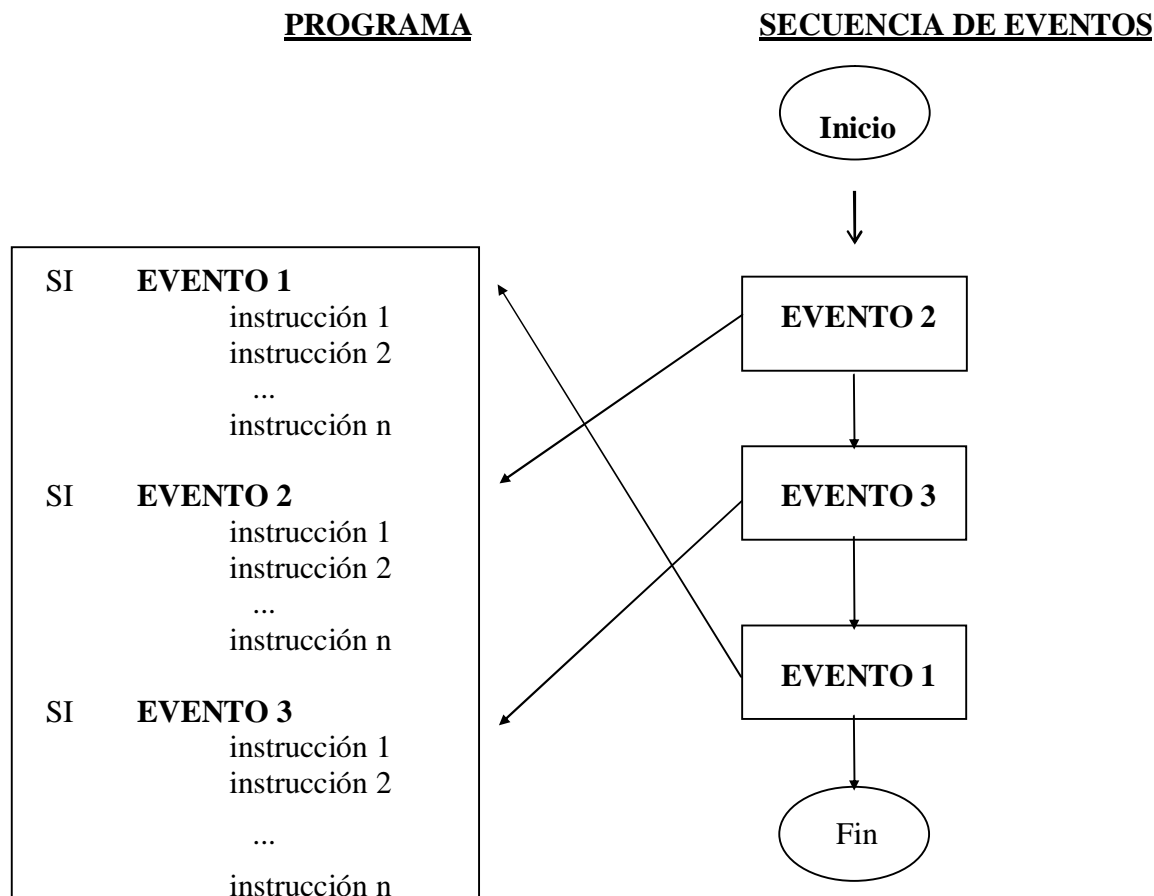 PROGRAMA
SECUENCIA DE EVENTOS
SI EVENTO 1
instrucción 1
instrucción 2
...
instrucción n
SI EVENTO 2
instrucción 1
instrucción 2
...
instrucción n
SI EVENTO 3
instrucción 1
instrucción 2
...
instrucción n
Inicio
EVENTO 2
EVENTO 3
EVENTO 1
Fin